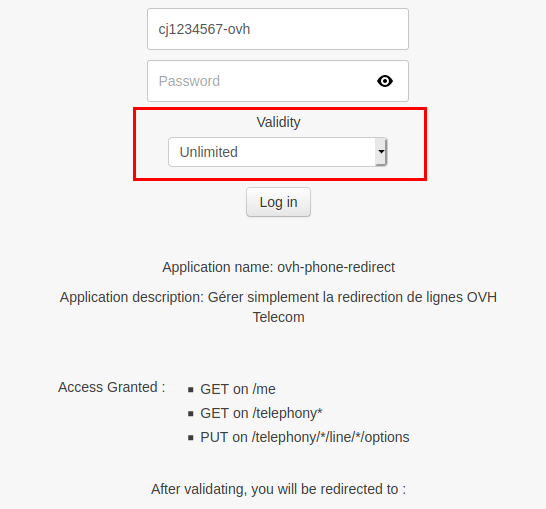 cj1234567-ovh
Password
Validity
Unlimited
Log in
Application name: ovh-phone-redirect
Application description: Gérer simplement la redirection de lignes OVH
Telecom
Access Granted :
GET on /me
GET on /telephony*
PUT on /telephony/*/line/*/options
After validating, you will be redirected to :